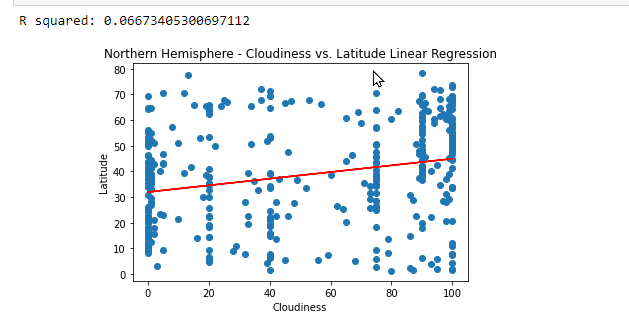 R squared: 0.06673405300697112
Northern Hemisphere - Cloudiness vs. Latitude Linear Regression
80
70
60
50
40
30
20
10
0
Latitude
0 20 40 60 80 100
Cloudiness